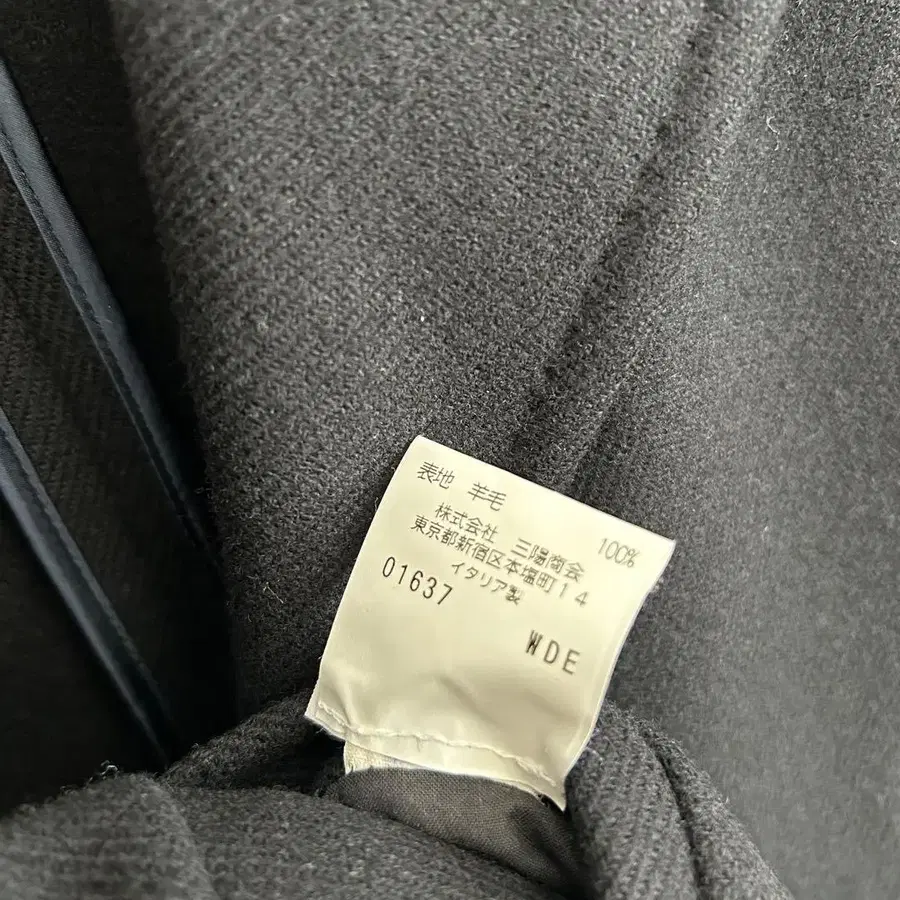 表地 羊毛 100%
株式会社 三陽商会
東京都新宿区本塩町14
イタリア製
01637
WDE